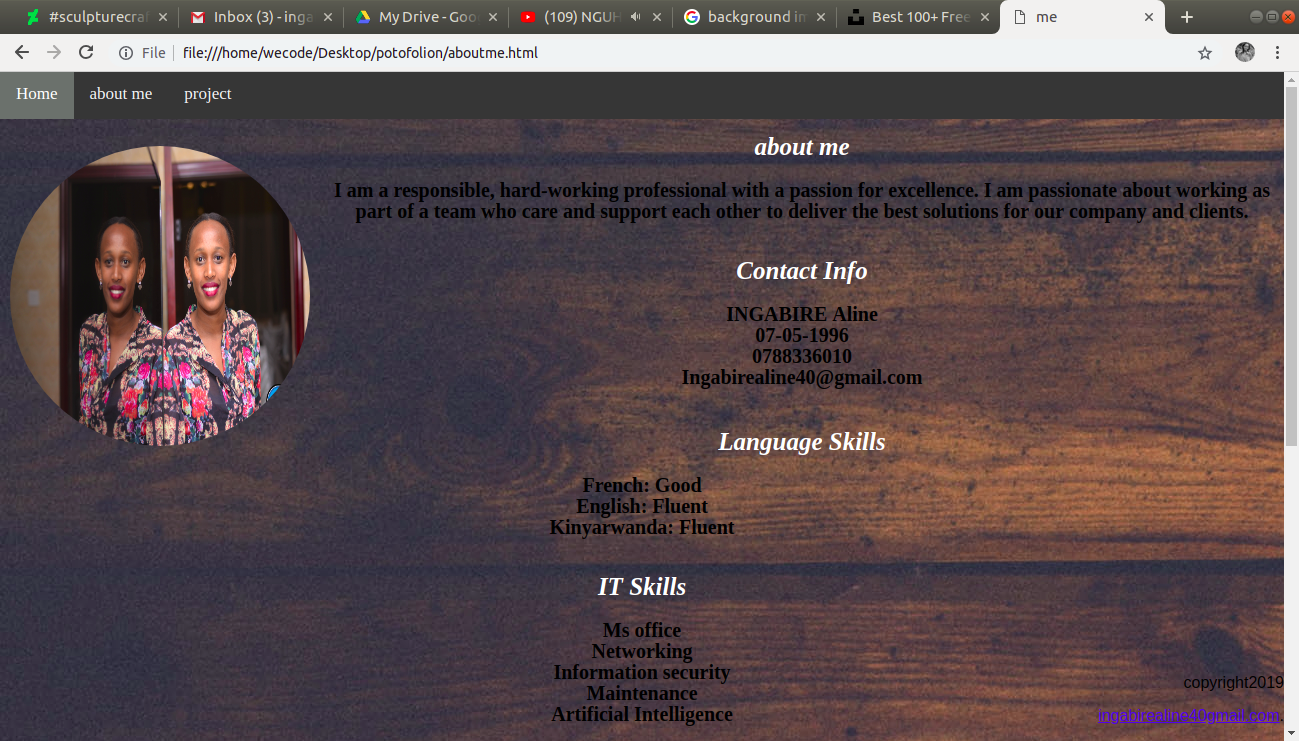 #sculpturecraf
Inbox (3) - inga
My Drive - Goo
(109) NGUH
background im
Best 100+ Free
me
File
file:///home/wecode/Desktop/potofolion/aboutme.html
Home
about me
project
about me
I am a responsible, hard-working professional with a passion for excellence. I am passionate about working as
part of a team who care and support each other to deliver the best solutions for our company and clients.
Contact Info
INGABIRE Aline
07-05-1996
0788336010
Ingabirealine40@gmail.com
Language Skills
French: Good
English: Fluent
Kinyarwanda: Fluent
IT Skills
Ms office
Networking
Information security
Maintenance
Artificial Intelligence
copyright2019
ingabirealine40gmail.com.